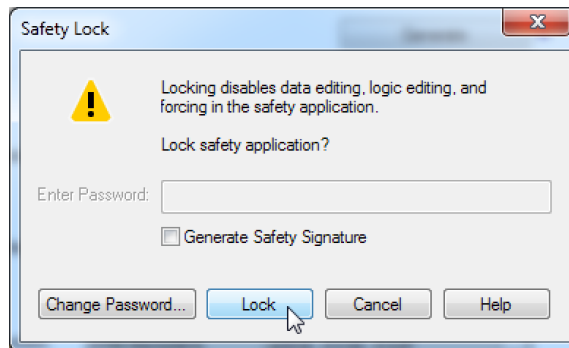 Safety Lock
Locking disables data editing, logic editing, and
forcing in the safety application.
Lock safety application?
Enter Password:
Generate Safety Signature
Change Password... Lock Cancel Help